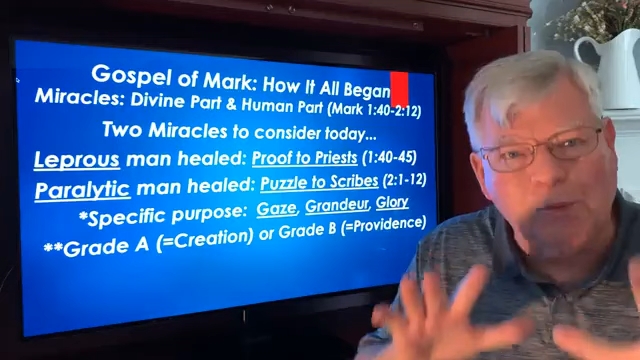 Gospel of Mark: How It All Began
Miracles: Divine Part & Human Part (Mark 1:40-2:12)
Two Miracles to consider today...
Leprous man healed: Proof to Priests (1:40-45)
Paralytic man healed: Puzzle to Scribes (2:1-12)
*Specific purpose: Gaze, Grandeur, Glory
**Grade A (=Creation) or Grade B (=Providence)